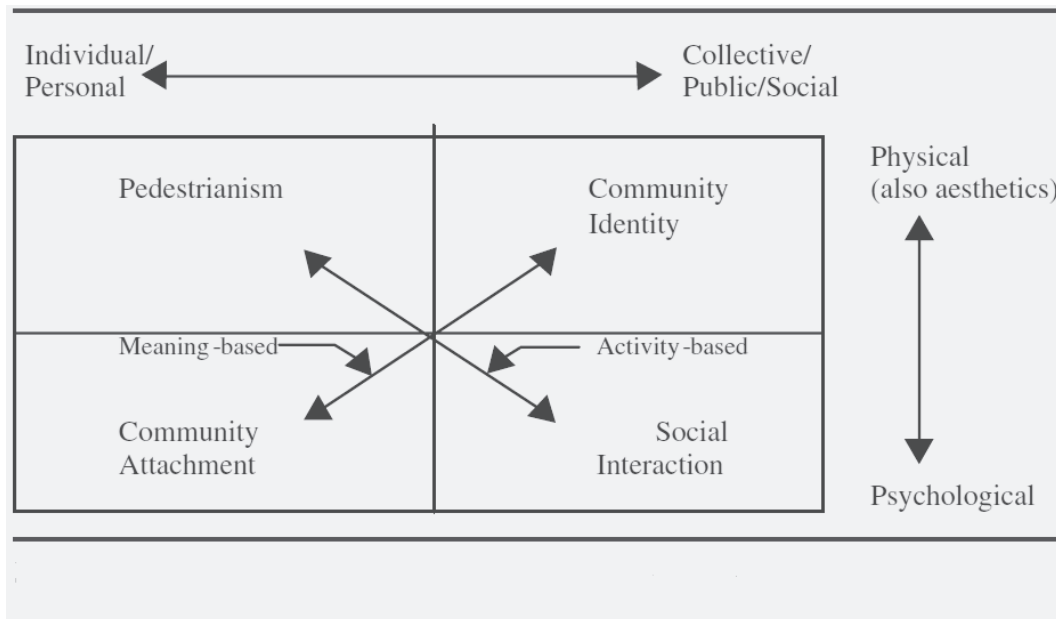 Individual/
Personal
Collective/
Public/Social
Physical
(also aesthetics)
Pedestrianism
Community
Identity
Meaning-based
Activity-based
Community
Attachment
Social
Interaction
Psychological